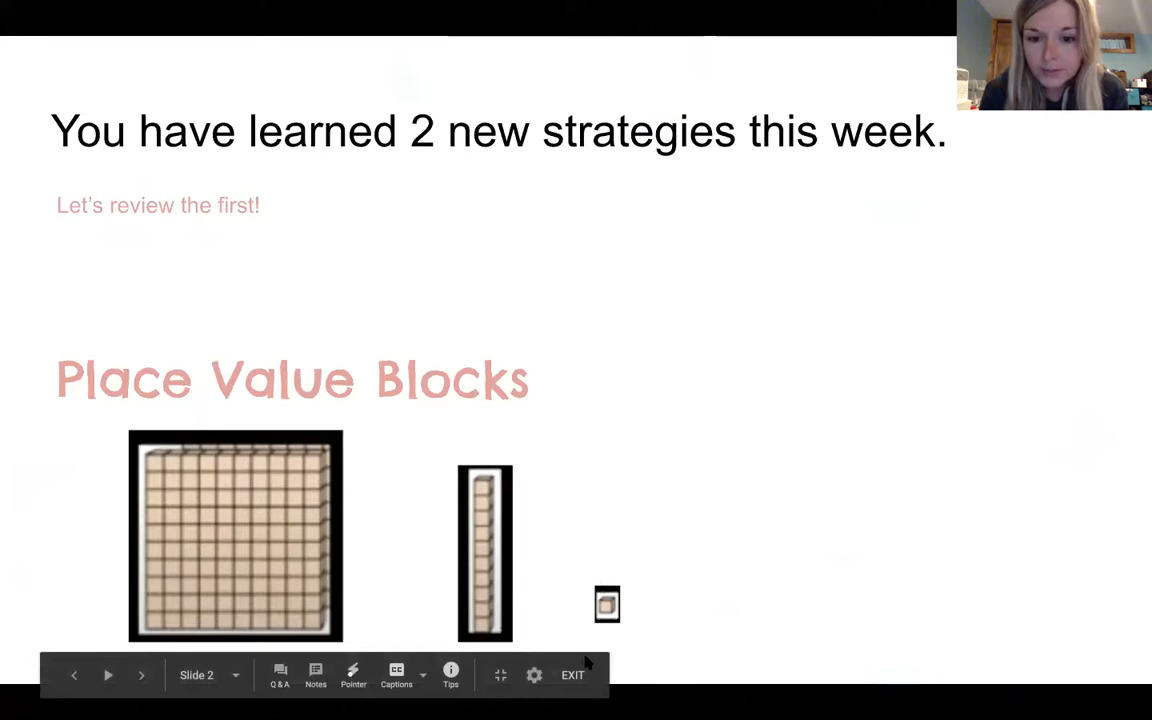 You have learned 2 new strategies this week.
Let's review the first!
Place Value Blocks
Slide 2
Q & A
Notes
Pointer
Captions
Tips
EXIT